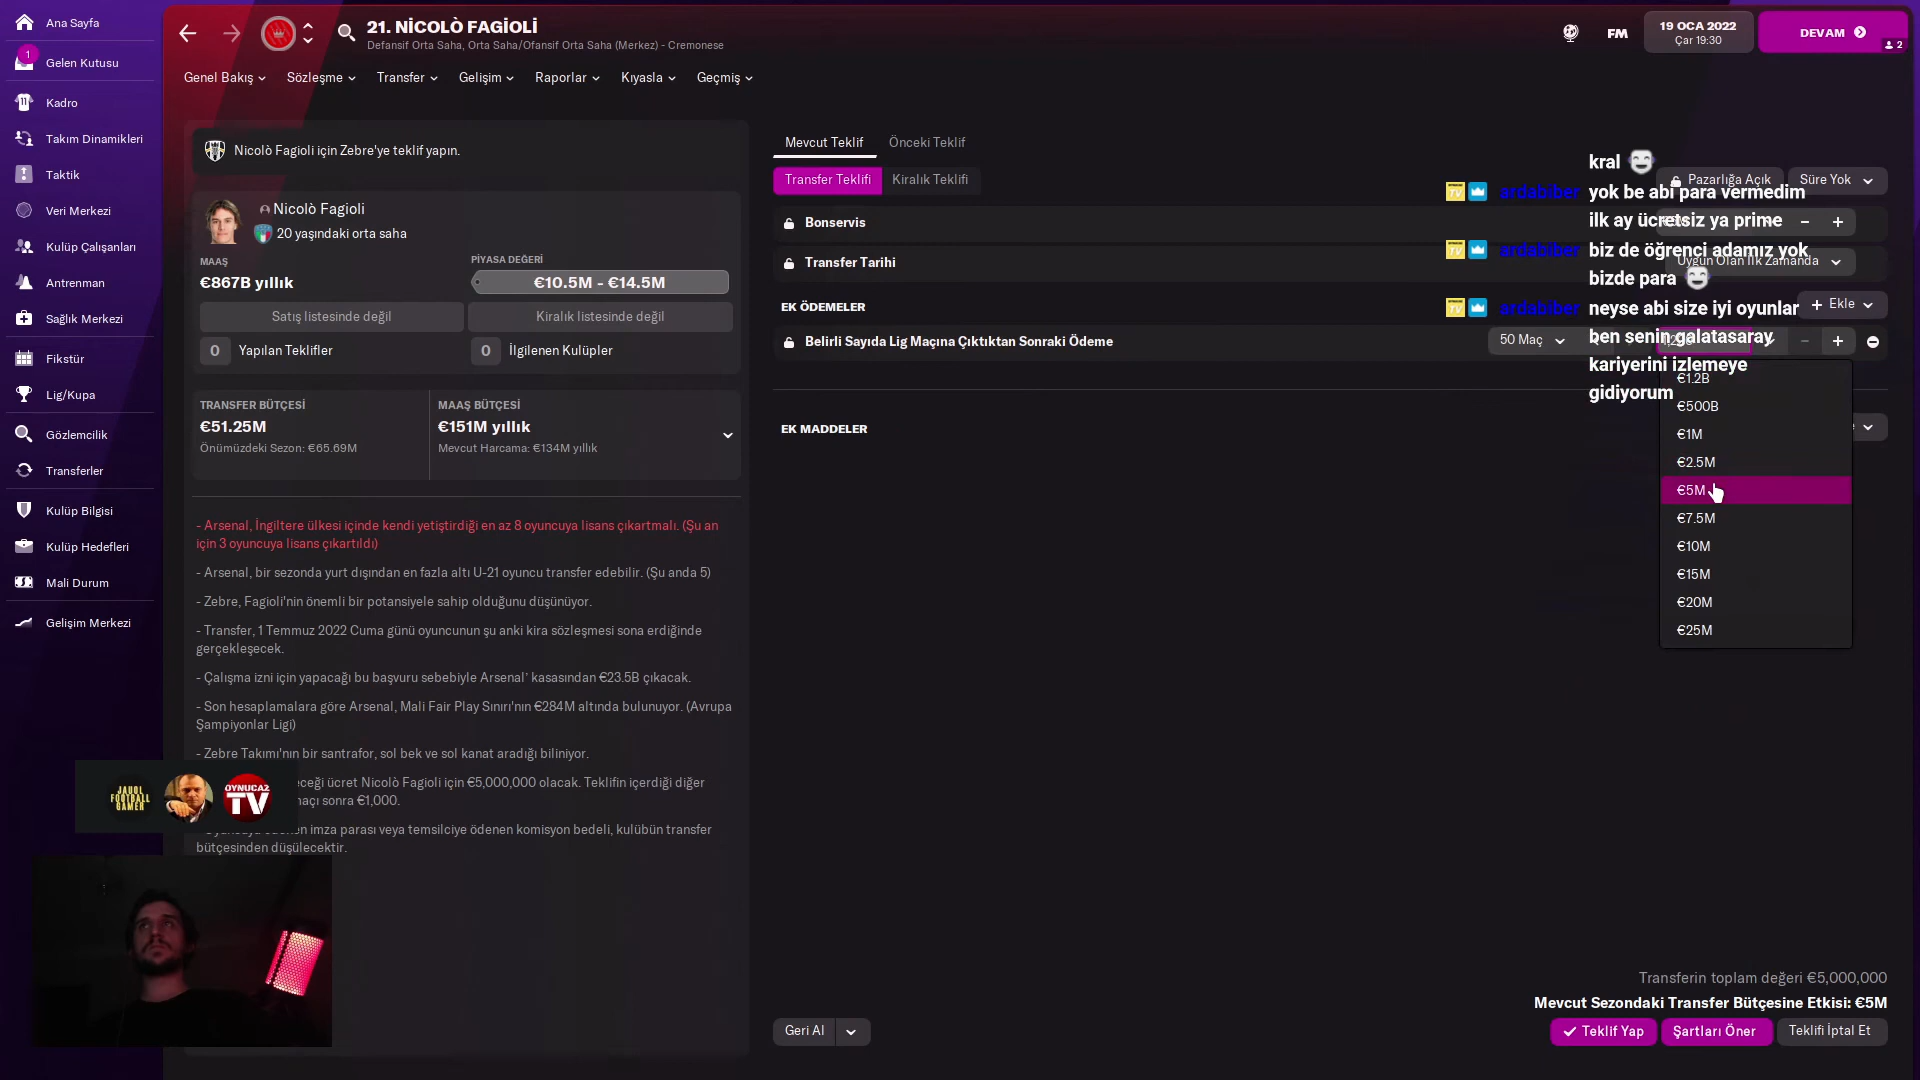 Ana Sayfa
1
Gelen Kutusu
Kadro
Takım Dinamikleri
Taktik
Veri Merkezi
Kulüp Çalışanları
Antrenman
Sağlık Merkezi
Fikstür
Lig/Kupa
Gözlemcilik
Transferler
Kulüp Bilgisi
Kulüp Hedefleri
Mali Durum
Gelişim Merkezi
21. NİCOLÒ FAGİOLİ
Defansif Orta Saha, Orta Saha/Ofansif Orta Saha (Merkez) - Cremonese
FM
19 OCA 2022
Çar 19:30
DEVAM
2
Genel Bakış
Sözleşme
Transfer
Gelişim
Raporlar
Kıyasla
Geçmiş
Nicolò Fagioli için Zebre'ye teklif yapın.
Nicolò Fagioli
20 yaşındaki orta saha
MAAŞ
€867B yıllık
PİYASA DEĞERİ
€10.5M - €14.5M
Satış listesinde değil
Kiralık listesinde değil
0 Yapılan Teklifler
0 İlgilenen Kulüpler
TRANSFER BÜTÇESİ
€51.25M
Önümüzdeki Sezon: €65.69M
MAAŞ BÜTÇESİ
€151M yıllık
Mevcut Harcama: €134M yıllık
- Arsenal, İngiltere ülkesi içinde kendi yetiştirdiği en az 8 oyuncuya lisans çıkartmalı. (Şu an
için 3 oyuncuya lisans çıkartıldı)
- Arsenal, bir sezonda yurt dışından en fazla altı U-21 oyuncu transfer edebilir. (Şu anda 5)
- Zebre, Fagioli'nin önemli bir potansiyele sahip olduğunu düşünüyor.
- Transfer, 1 Temmuz 2022 Cuma günü oyuncunun şu anki kira sözleşmesi sona erdiğinde
gerçekleşecek.
- Çalışma izni için yapacağı bu başvuru sebebiyle Arsenal' kasasından €23.5B çıkacak.
- Son hesaplamalara göre Arsenal, Mali Fair Play Sınırı'nın €284M altında bulunuyor. (Avrupa
Şampiyonlar Ligi)
- Zebre Takımı'nın bir santrafor, sol bek ve sol kanat aradığı biliniyor.
eceği ücret Nicolò Fagioli için €5,000,000 olacak. Teklifin içerdiği diğer
maçı sonra €1,000.
imza parası veya temsilciye ödenen komisyon bedeli, kulübün transfer
bütçesinden düşülecektir.
JAUOL
FOOTBALL
GAMER
OYNUCAZ
TV
Mevcut Teklif
Önceki Teklif
Transfer Teklifi
Kiralık Teklifi
Pazarlığa Açık
Süre Yok
Bonservis
Transfer Tarihi
Uygun Olan İlk Zamanda
EK ÖDEMELER
Ekle
Belirli Sayıda Lig Maçına Çıktıktan Sonraki Ödeme
50 Maç
EK MADDELER
€1.2B
€500B
€1M
€2.5M
€5M
€7.5M
€10M
€15M
€20M
€25M
kral
ardabiber yok be abi para vermedim
ilk ay ücretsiz ya prime
ardabiber biz de öğrenci adamız yok
bizde para
ardabiber neyse abi size iyi oyunlar
ben senin galatasaray
kariyerini izlemeye
gidiyorum
Transferin toplam değeri €5,000,000
Mevcut Sezondaki Transfer Bütçesine Etkisi: €5M
Geri Al
Teklif Yap
Şartları Öner
Teklifi İptal Et